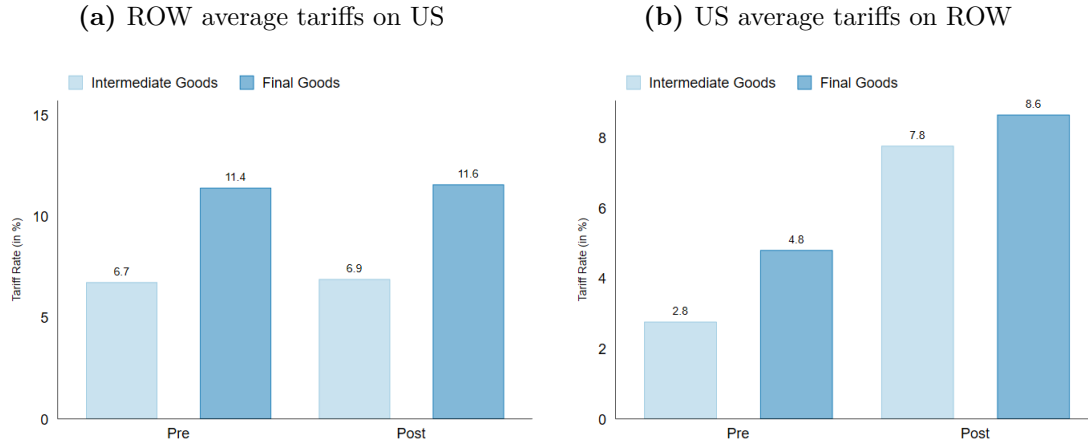 (a) ROW average tariffs on US
Intermediate Goods Final Goods
Tariff Rate (in %)
15
10
5
0
6.7
11.4
6.9
11.6
Pre Post
(b) US average tariffs on ROW
Intermediate Goods Final Goods
Tariff Rate (in %)
8
6
4
2
0
2.8
4.8
7.8
8.6
Pre Post